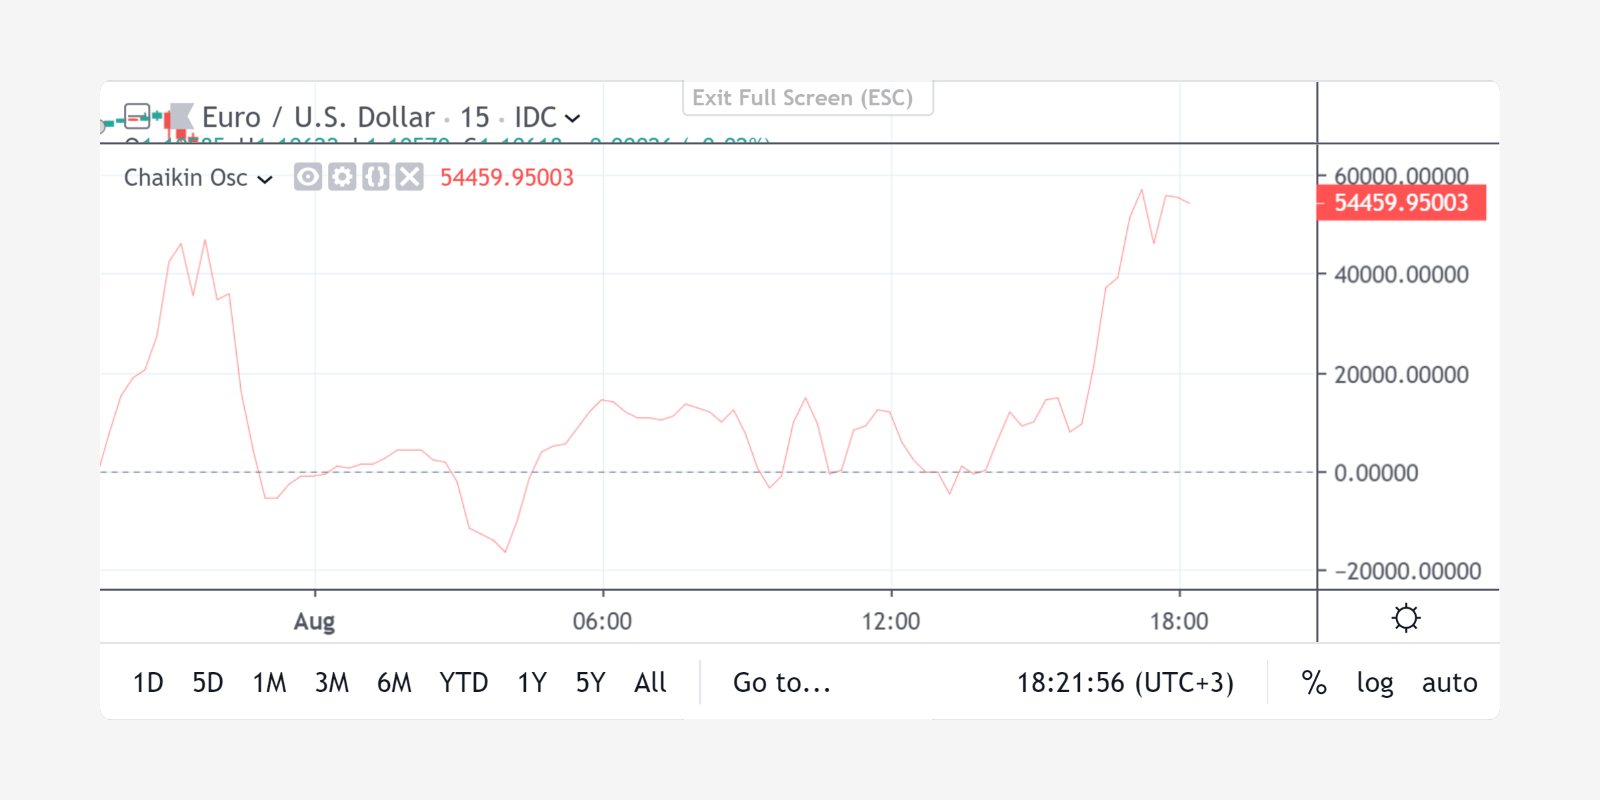 Exit Full Screen (ESC)
Euro / U.S. Dollar · 15 · IDC
Chaikin Osc 54459.95003
60000.00000
54459.95003
40000.00000
20000.00000
0.00000
−20000.00000
Aug 06:00 12:00 18:00
1D 5D 1M 3M 6M YTD 1Y 5Y All Go to... 18:21:56 (UTC+3) % log auto